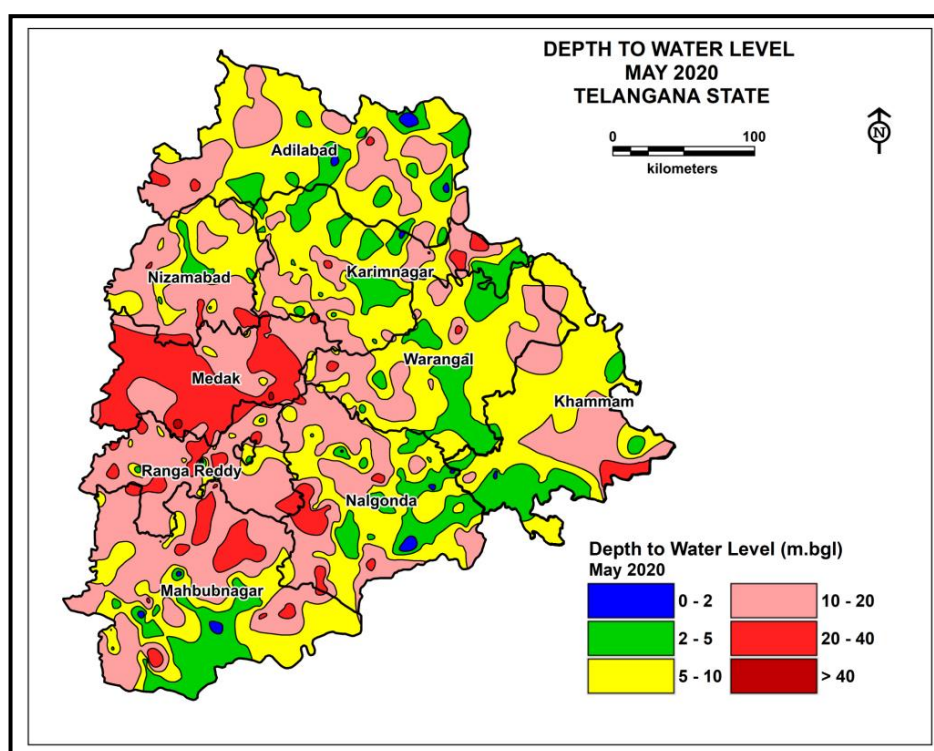 DEPTH TO WATER LEVEL
MAY 2020
TELANGANA STATE
0 100
kilometers
N
Adilabad
Nizamabad
Karimnagar
Medak
Warangal
Khammam
Ranga Reddy
Nalgonda
Mahbubnagar
Depth to Water Level (m.bgl)
May 2020
0 - 2 10 - 20
2 - 5 20 - 40
5 - 10 > 40